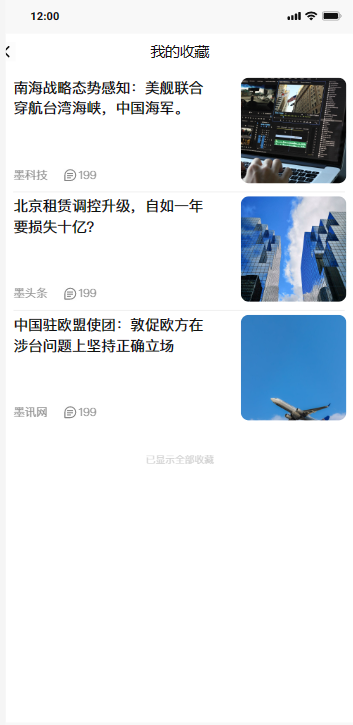 12:00
我的收藏
南海战略态势感知：美舰联合
穿航台湾海峡，中国海军。
墨科技 199
北京租赁调控升级，自如一年
要损失十亿？
墨头条 199
中国驻欧盟使团：敦促欧方在
涉台问题上坚持正确立场
墨讯网 199
已显示全部收藏